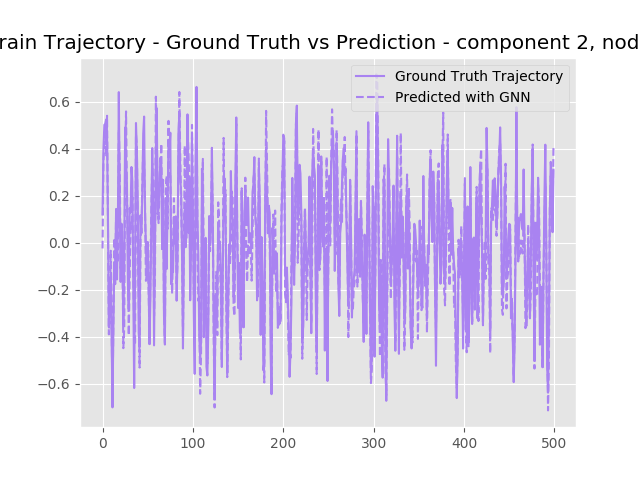 rain Trajectory - Ground Truth vs Prediction - component 2, nod
Ground Truth Trajectory
Predicted with GNN
0.6
0.4
0.2
0.0
−0.2
−0.4
−0.6
0 100 200 300 400 500